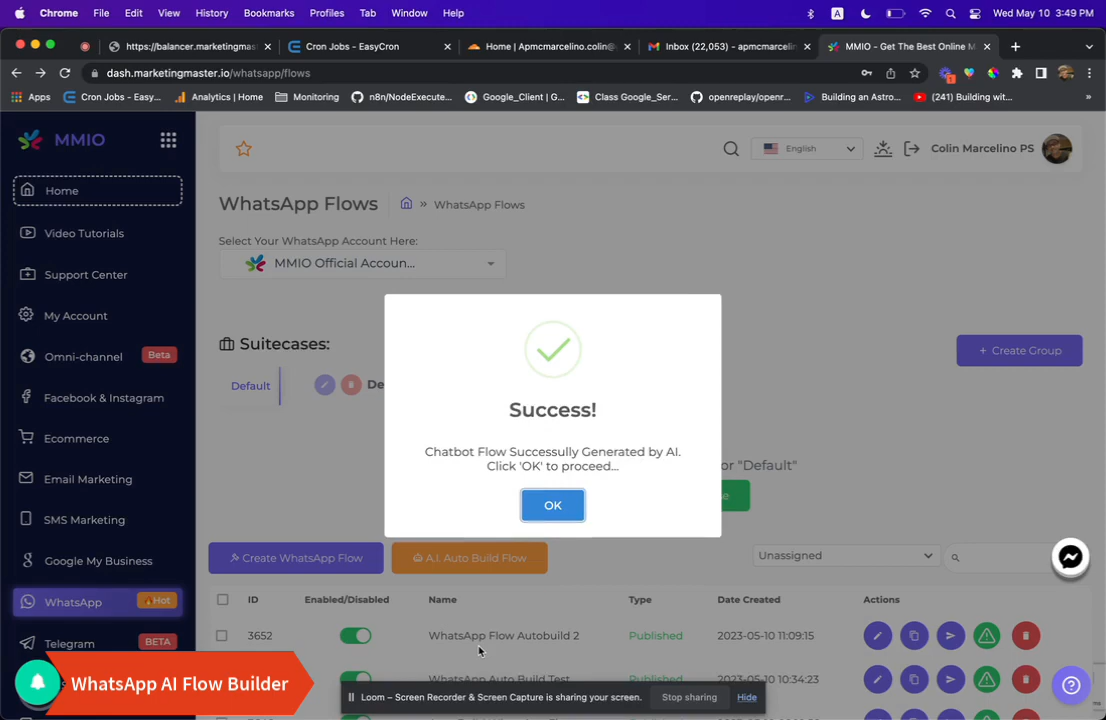 Chrome File Edit View History Bookmarks Profiles Tab Window Help A Wed May 10 3:49 PM
https://balancer.marketingmas Cron Jobs - EasyCron Home | Apmcmarcelino.colin@ Inbox (22,053) - apmcmarcelin MMIO - Get The Best Online M
dash.marketingmaster.io/whatsapp/flows
Apps Cron Jobs - Easy... Analytics | Home Monitoring n8n/NodeExecute... Google_Client | G... Class Google_Ser... openreplay/openr... Building an Astro... (241) Building wit... »
MMIO
English
Colin Marcelino PS
Home
Video Tutorials
Support Center
My Account
Omni-channel Beta
Facebook & Instagram
Ecommerce
Email Marketing
SMS Marketing
Google My Business
WhatsApp Hot
Telegram BETA
WhatsApp Flows » WhatsApp Flows
Select Your WhatsApp Account Here:
MMIO Official Accoun...
Suitecases:
+ Create Group
Default De
or "Default"
Success!
Chatbot Flow Successully Generated by AI.
Click 'OK' to proceed...
OK
Create WhatsApp Flow A.I. Auto Build Flow Unassigned
ID Enabled/Disabled Name Type Date Created Actions
3652 WhatsApp Flow Autobuild 2 Published 2023-05-10 11:09:15
WhatsApp Auto Build Test Published 2023-05-10 10:34:23
WhatsApp AI Flow Builder
Loom – Screen Recorder & Screen Capture is sharing your screen. Stop sharing Hide